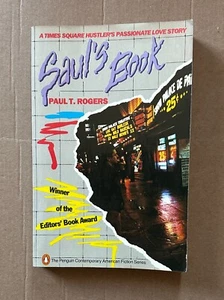 A TIMES SQUARE HUSTLER'S PASSIONATE LOVE STORY
Saul's Book
PAUL T. ROGERS
25¢
Winner
of the
Editors' Book Award
The Penguin Contemporary American Fiction Series